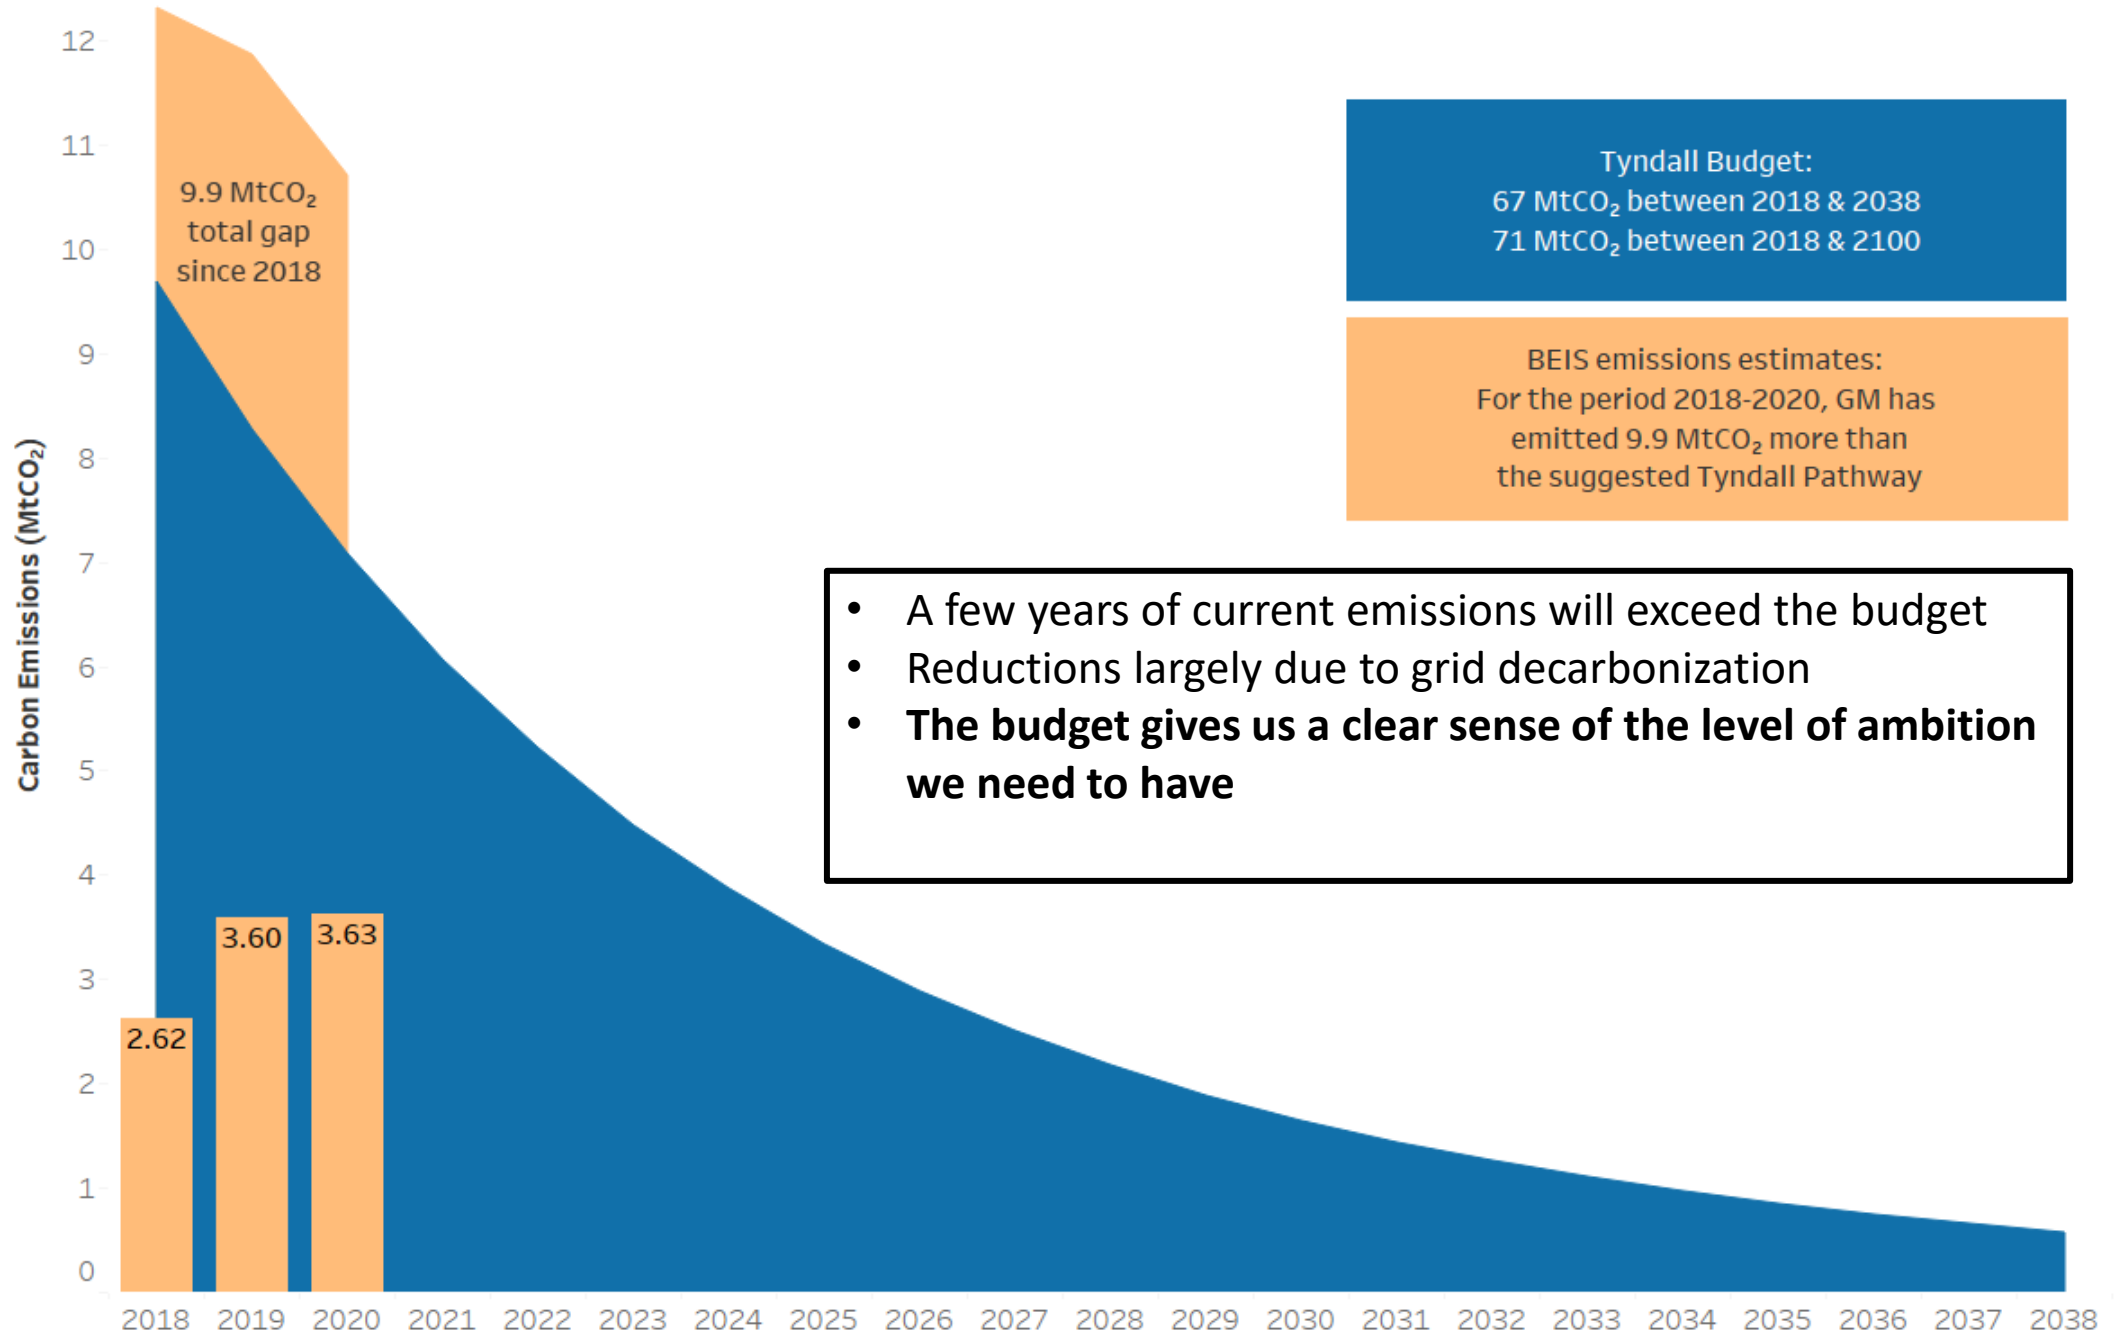 12
11
10
9
8
7
6
5
4
3
2
1
0
Carbon Emissions (MtCO₂)
9.9 MtCO₂
total gap
since 2018
Tyndall Budget:
67 MtCO₂ between 2018 & 2038
71 MtCO₂ between 2018 & 2100
BEIS emissions estimates:
For the period 2018-2020, GM has
emitted 9.9 MtCO₂ more than
the suggested Tyndall Pathway
• A few years of current emissions will exceed the budget
• Reductions largely due to grid decarbonization
• The budget gives us a clear sense of the level of ambition
we need to have
2.62
3.60
3.63
2018 2019 2020 2021 2022 2023 2024 2025 2026 2027 2028 2029 2030 2031 2032 2033 2034 2035 2036 2037 2038